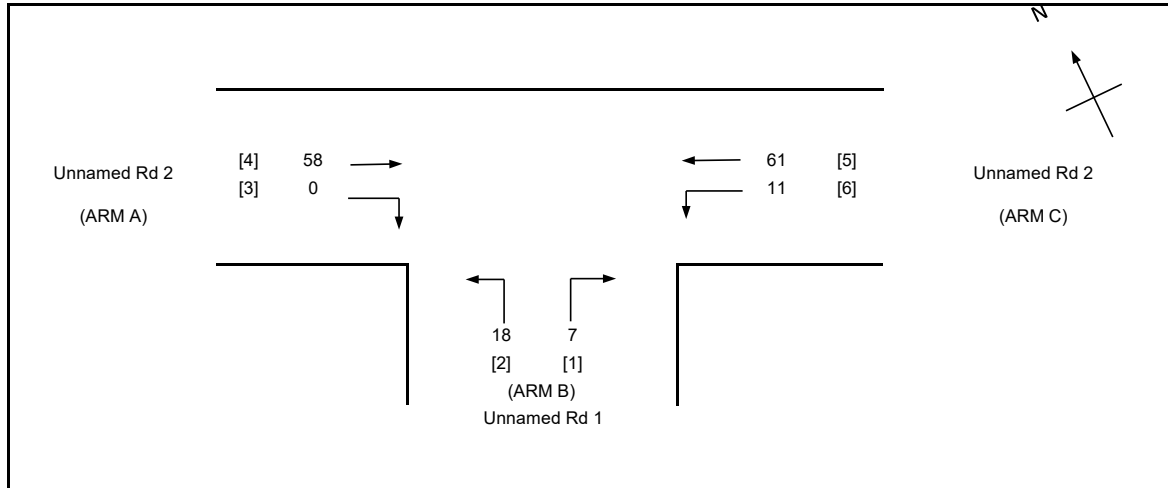 N
[4] 58 61 [5]
Unnamed Rd 2 Unnamed Rd 2
[3] 0 11 [6]
(ARM A) (ARM C)
18 7
[2] [1]
(ARM B)
Unnamed Rd 1